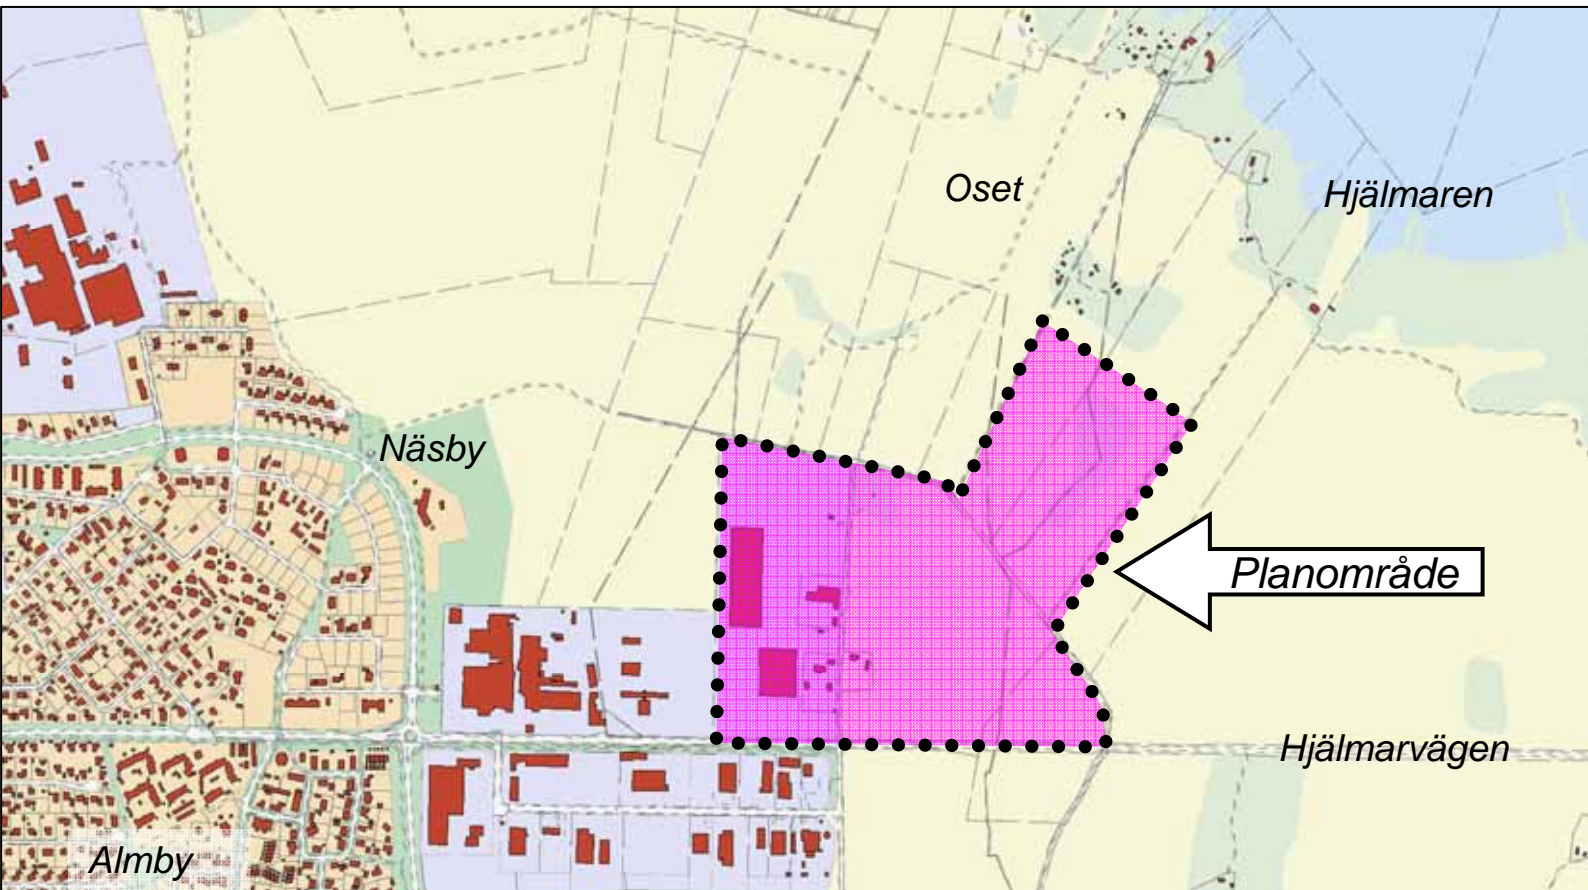 Oset
Hjälmaren
Näsby
Planområde
Hjälmarvägen
Almby